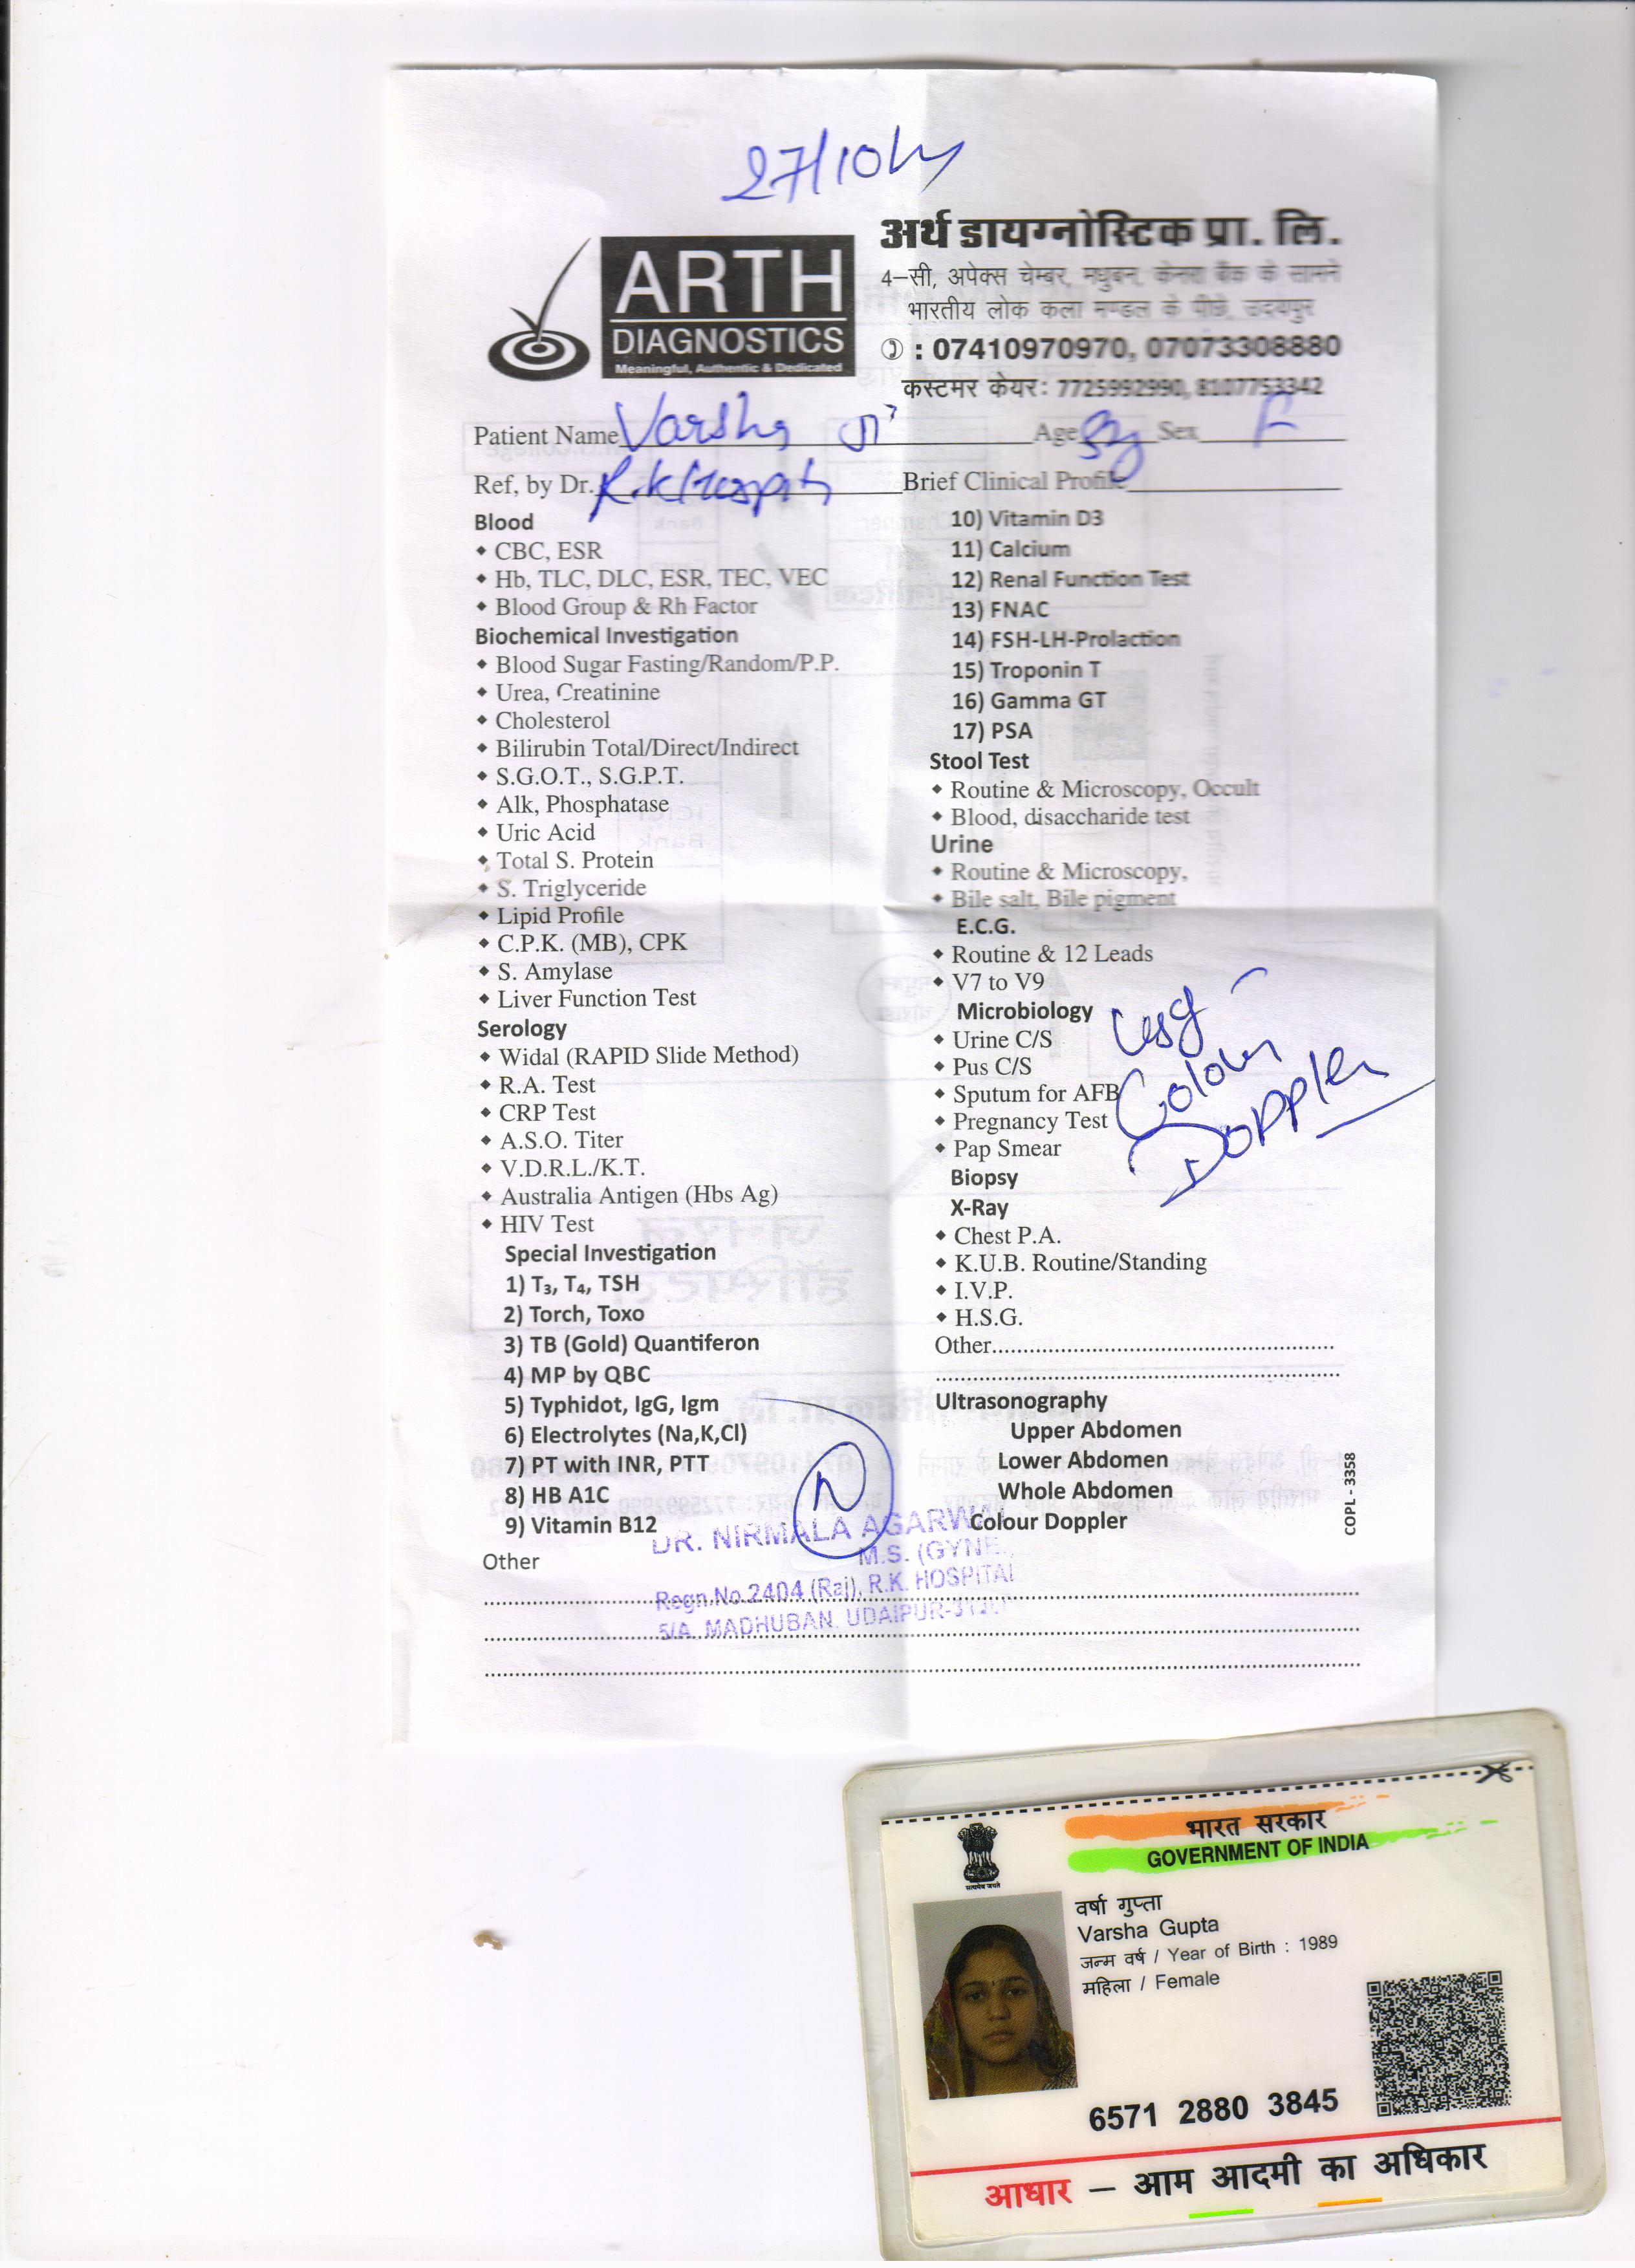 27/10/
अर्थ डायग्नोस्टिक प्रा. लि.
ARTH
DIAGNOSTICS
Meaningful, Authentic & Dedicated
4–सी, अपेक्स चेम्बर, मधुबन, केनरा बैंक के सामने
भारतीय लोक कला मण्डल के पीछे, उदयपुर
: 07410970970, 07073308880
कस्टमर केयर: 7725992990, 8107753342
Patient Name Varsha Age Sex F
Ref, by Dr. R.K Hospital Brief Clinical Profile
Blood
CBC, ESR
Hb, TLC, DLC, ESR, TEC, VEC
Blood Group & Rh Factor
Biochemical Investigation
Blood Sugar Fasting/Random/P.P.
Urea, Creatinine
Cholesterol
Bilirubin Total/Direct/Indirect
S.G.O.T., S.G.P.T.
Alk, Phosphatase
Uric Acid
Total S. Protein
S. Triglyceride
Lipid Profile
C.P.K. (MB), CPK
S. Amylase
Liver Function Test
Serology
Widal (RAPID Slide Method)
R.A. Test
CRP Test
A.S.O. Titer
V.D.R.L./K.T.
Australia Antigen (Hbs Ag)
HIV Test
Special Investigation
1) T₃, T₄, TSH
2) Torch, Toxo
3) TB (Gold) Quantiferon
4) MP by QBC
5) Typhidot, IgG, Igm
6) Electrolytes (Na,K,Cl)
7) PT with INR, PTT
8) HB A1C
9) Vitamin B12
Other
10) Vitamin D3
11) Calcium
12) Renal Function Test
13) FNAC
14) FSH-LH-Prolaction
15) Troponin T
16) Gamma GT
17) PSA
Stool Test
Routine & Microscopy, Occult
Blood, disaccharide test
Urine
Routine & Microscopy,
Bile salt, Bile pigment
E.C.G.
Routine & 12 Leads
V7 to V9
Microbiology
Urine C/S
Pus C/S
Sputum for AFB
Pregnancy Test
Pap Smear
Usg
Colour
Doppler
Biopsy
X-Ray
Chest P.A.
K.U.B. Routine/Standing
I.V.P.
H.S.G.
Other
Ultrasonography
Upper Abdomen
Lower Abdomen
Whole Abdomen
Colour Doppler
COPL - 3358
DR. NIRMALA AGARWAL
M.S. (GYNE.
Regn.No.2404 (Raj), R.K. HOSPITAL
5/A, MADHUBAN, UDAIPUR-
भारत सरकार
GOVERNMENT OF INDIA
सत्यमेव जयते
वर्षा गुप्ता
Varsha Gupta
जन्म वर्ष / Year of Birth : 1989
महिला / Female
6571 2880 3845
आधार – आम आदमी का अधिकार